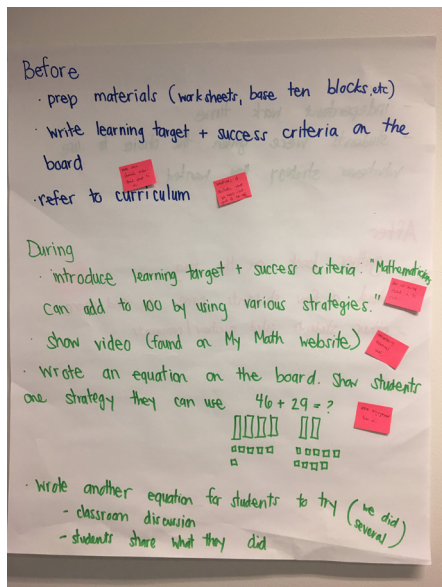 Before
· prep materials (worksheets, base ten blocks, etc)
· write learning target + success criteria on the
board
· refer to curriculum
During
· introduce learning target + success criteria. "Mathematicians
can add to 100 by using various strategies."
· show video (found on My Math website)
· Wrote an equation on the board. Show students
one strategy they can use 46 + 29 = ?
· Wrote another equation for students to try (we did
several)
- classroom discussion
- students share what they did